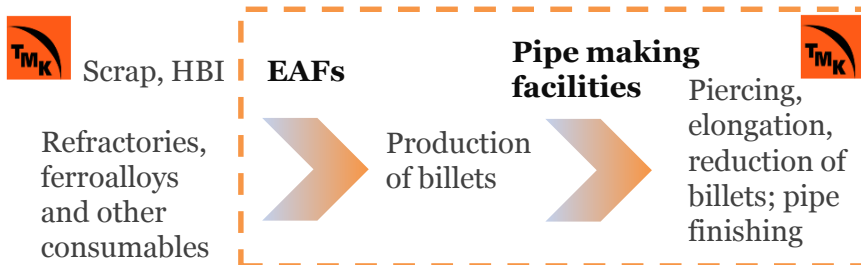 TMK
Scrap, HBI
Refractories,
ferroalloys
and other
consumables
EAFs
Production
of billets
Pipe making
facilities
TMK
Piercing,
elongation,
reduction of
billets; pipe
finishing